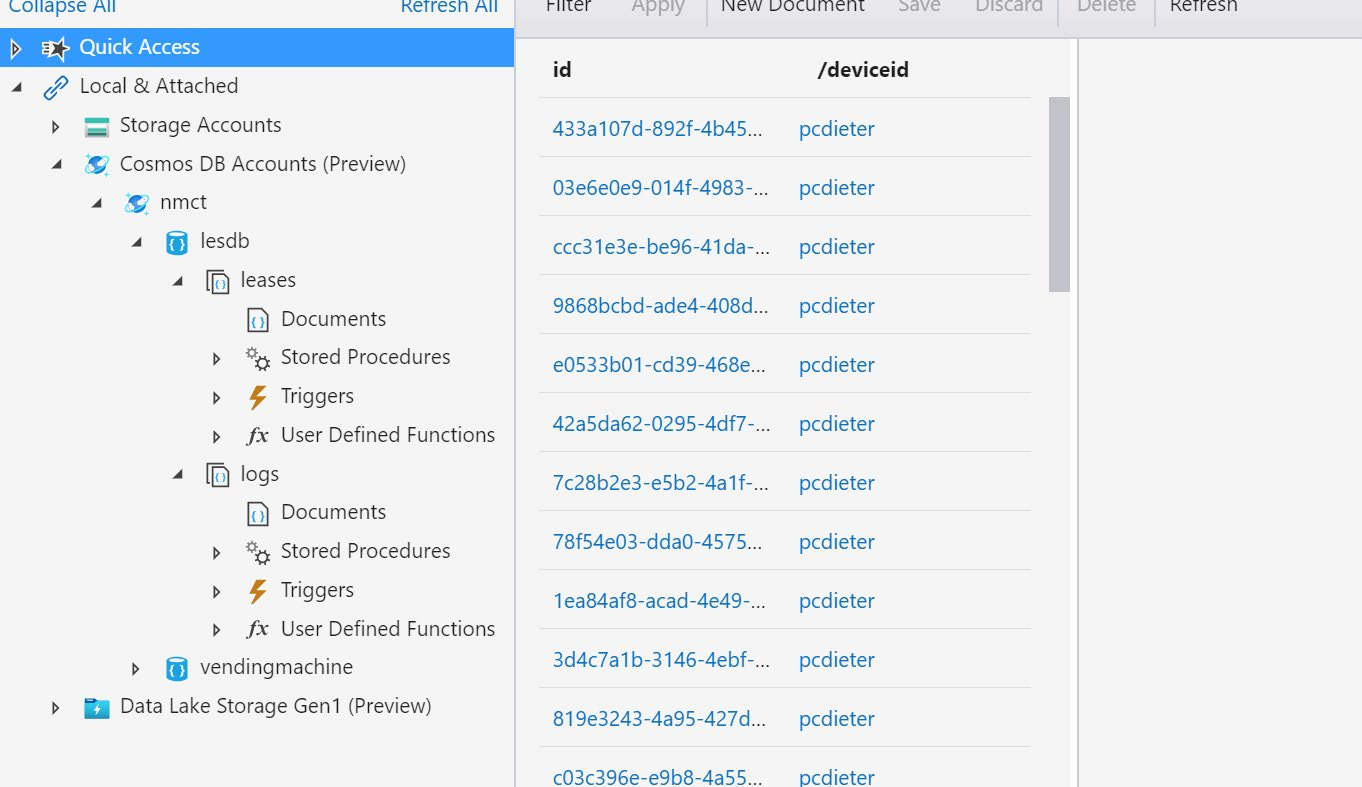 Collapse All
Refresh All
Quick Access
Local & Attached
Storage Accounts
Cosmos DB Accounts (Preview)
nmct
lesdb
leases
Documents
Stored Procedures
Triggers
fx User Defined Functions
logs
Documents
Stored Procedures
Triggers
fx User Defined Functions
vendingmachine
Data Lake Storage Gen1 (Preview)
Filter Apply New Document Save Discard Delete Refresh
id /deviceid
433a107d-892f-4b45... pcdieter
03e6e0e9-014f-4983-... pcdieter
ccc31e3e-be96-41da-... pcdieter
9868bcbd-ade4-408d... pcdieter
e0533b01-cd39-468e... pcdieter
42a5da62-0295-4df7-... pcdieter
7c28b2e3-e5b2-4a1f-... pcdieter
78f54e03-dda0-4575... pcdieter
1ea84af8-acad-4e49-... pcdieter
3d4c7a1b-3146-4ebf-... pcdieter
819e3243-4a95-427d... pcdieter
c03c396e-e9b8-4a55... pcdieter